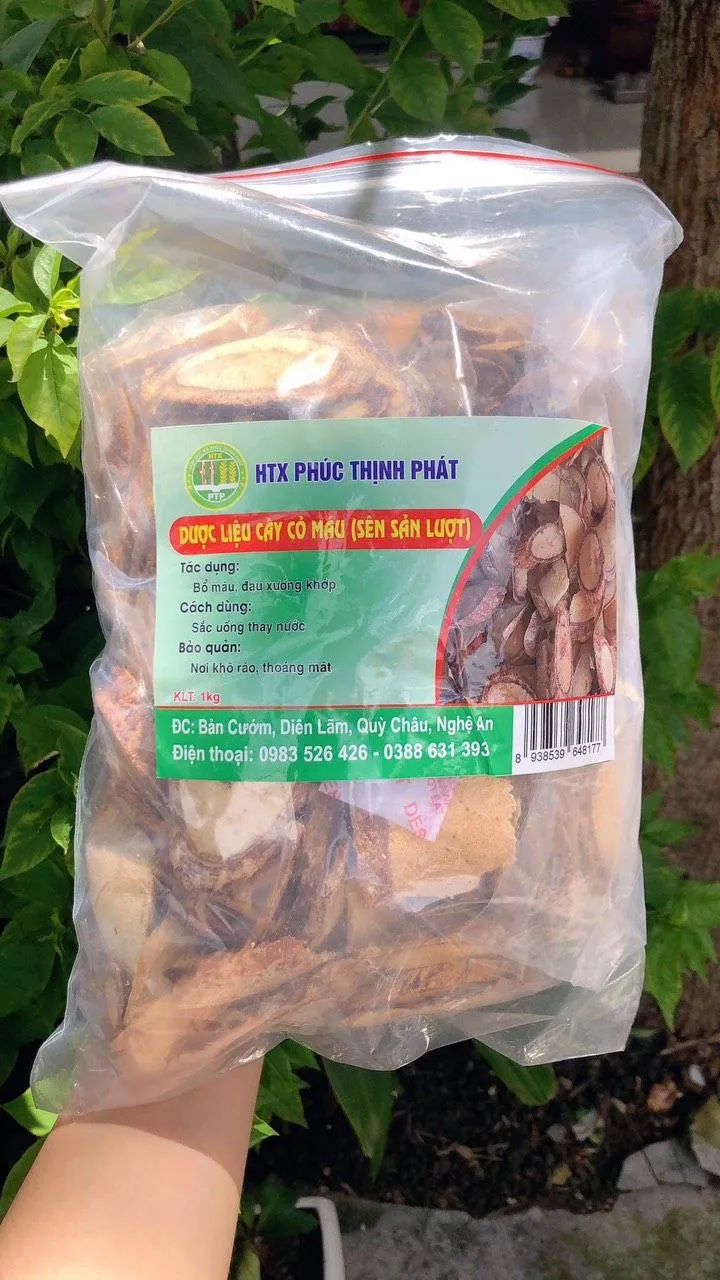 HTX
PTP
HTX PHÚC THỊNH PHÁT
DƯỢC LIỆU CÂY CỎ MÁU (SÊN SẢN LƯỢT)
Tác dụng:
Bổ máu, đau xương khớp
Cách dùng:
Sắc uống thay nước
Bảo quản:
Nơi khô ráo, thoáng mát
KLT: 1kg
ĐC: Bản Cướm, Diên Lãm, Quỳ Châu, Nghệ An
Điện thoại: 0983 526 426 - 0388 631 393
8 938539 648177